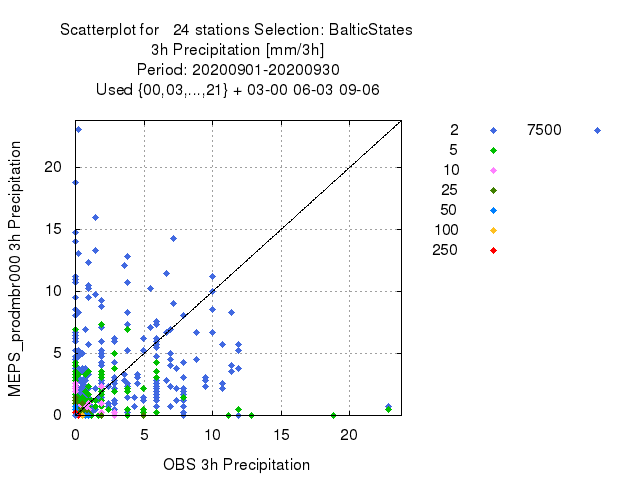 Scatterplot for 24 stations Selection: BalticStates
3h Precipitation [mm/3h]
Period: 20200901-20200930
Used {00,03,...,21} + 03-00 06-03 09-06
2 7500
5
10
25
50
100
250
MEPS_prodmbr000 3h Precipitation
20
15
10
5
0
0 5 10 15 20
OBS 3h Precipitation